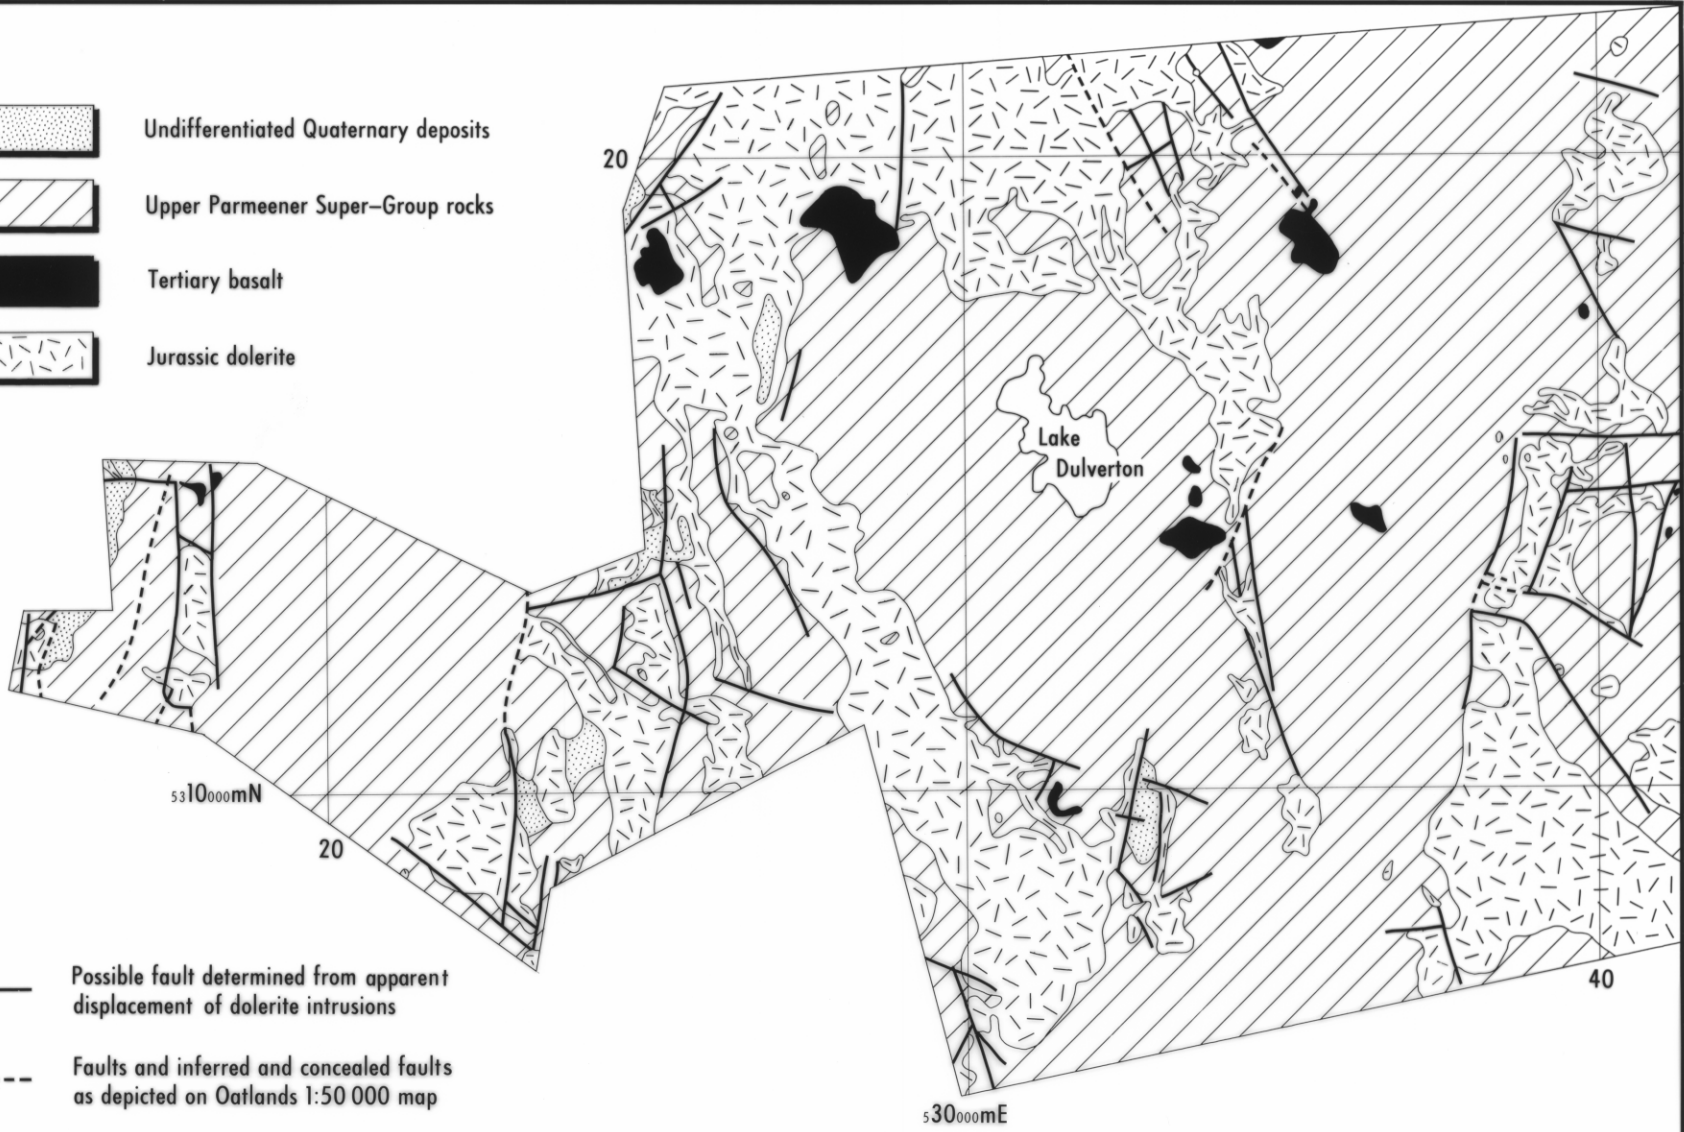 Undifferentiated Quaternary deposits
20
Upper Parmeener Super–Group rocks
Tertiary basalt
Jurassic dolerite
Lake
Dulverton
5310000mN
20
Possible fault determined from apparent
displacement of dolerite intrusions
40
Faults and inferred and concealed faults
as depicted on Oatlands 1:50 000 map
530000mE